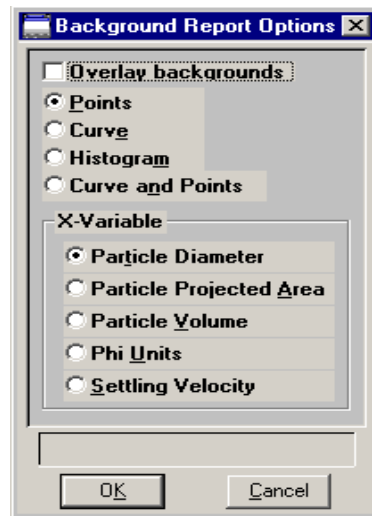 Background Report Options
Overlay backgrounds
Points
Curve
Histogram
Curve and Points
X-Variable
Particle Diameter
Particle Projected Area
Particle Volume
Phi Units
Settling Velocity
OK Cancel